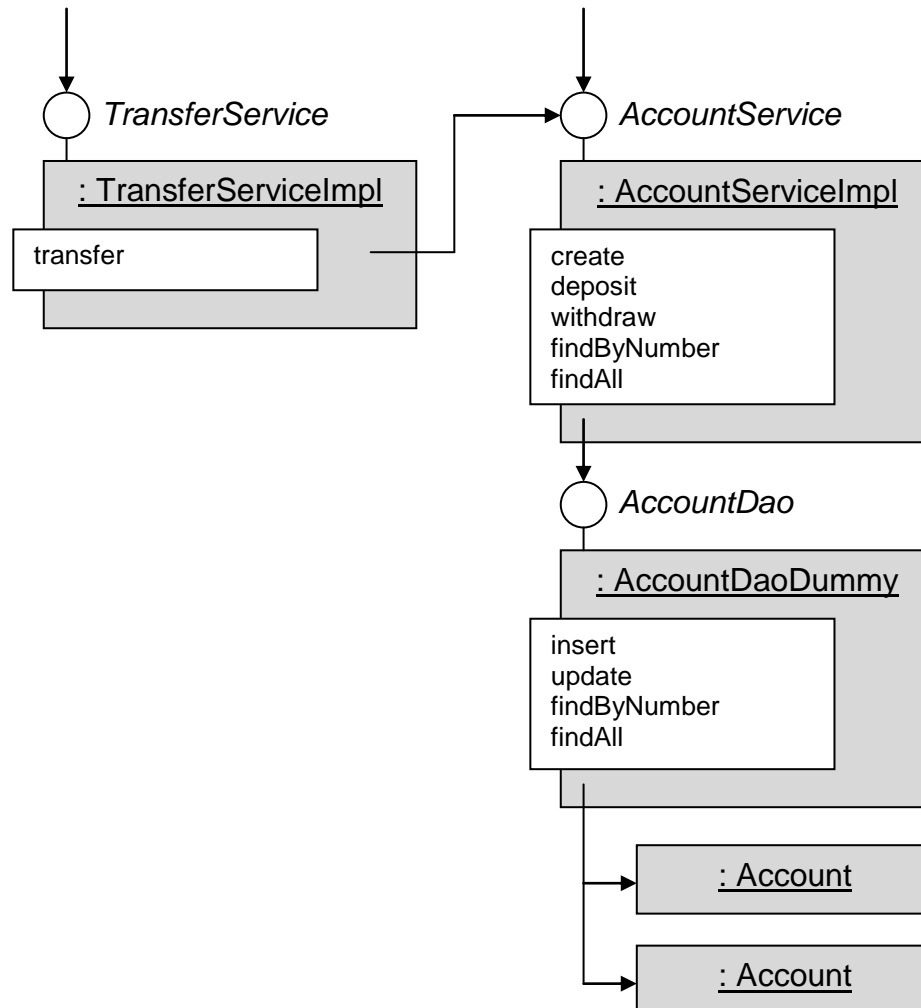 TransferService
: TransferServiceImpl
transfer
AccountService
: AccountServiceImpl
create
deposit
withdraw
findByNumber
findAll
AccountDao
: AccountDaoDummy
insert
update
findByNumber
findAll
: Account
: Account